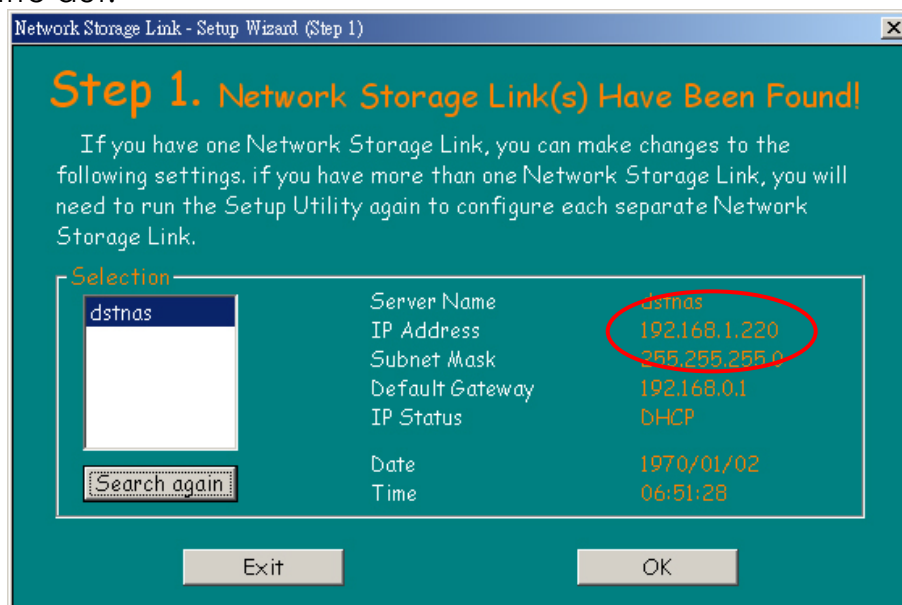 Network Storage Link - Setup Wizard (Step 1)
Step 1. Network Storage Link(s) Have Been Found!
If you have one Network Storage Link, you can make changes to the
following settings. if you have more than one Network Storage Link, you will
need to run the Setup Utility again to configure each separate Network
Storage Link.
Selection
dstnas
Server Name dstnas
IP Address 192.168.1.220
Subnet Mask 255.255.255.0
Default Gateway 192.168.0.1
IP Status DHCP
Date 1970/01/02
Time 06:51:28
Search again
Exit
OK